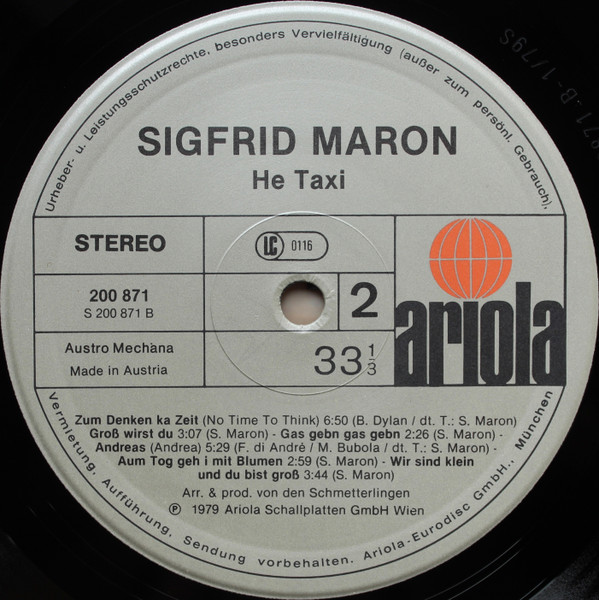 Urheber- u. Leistungsschutzrechte, besonders Vervielfältigung (außer zum persönl. Gebrauch),
SIGFRID MARON
He Taxi
STEREO
LC 0116
200 871
S 200 871 B
2
ariola
Austro Mechana
Made in Austria
33 1/3
Zum Denken ka Zeit (No Time To Think) 6:50 (B. Dylan / dt. T.: S. Maron)
Groß wirst du 3:07 (S. Maron) - Gas gebn gas gebn 2:26 (S. Maron) -
Andreas (Andrea) 5:29 (F. di André / M. Bubola / dt. T.: S. Maron) -
Aum Tog geh i mit Blumen 2:59 (S. Maron) - Wir sind klein
und du bist groß 3:44 (S. Maron)
Arr. & prod. von den Schmetterlingen
Ⓟ 1979 Ariola Schallplatten GmbH Wien
Vermietung, Aufführung, Sendung vorbehalten. Ariola-Eurodisc GmbH., München